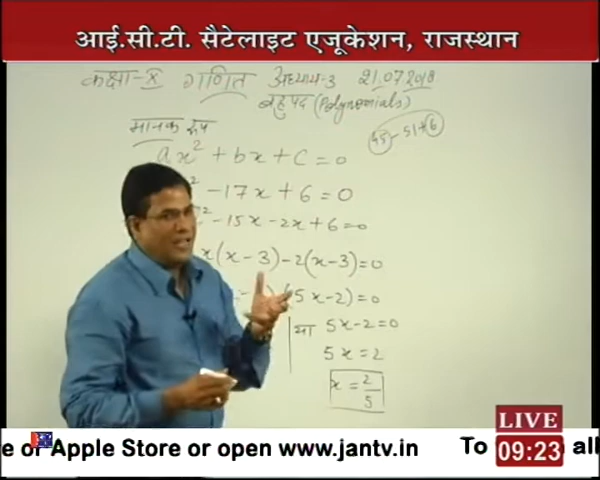 आई.सी.टी. सैटेलाइट एजूकेशन, राजस्थान
कक्षा-X गणित अध्याय-3 21.07.2018
बहुपद (Polynomials)
मानक रूप
ax² + bx + c = 0
² - 17x + 6 = 0
² - 15x - 2x + 6 = 0
x(x - 3) - 2(x - 3) = 0
(5x - 2) = 0
या 5x - 2 = 0
5x = 2
x = 2/5
Apple Store or open www.jantv.in To
LIVE
09:23